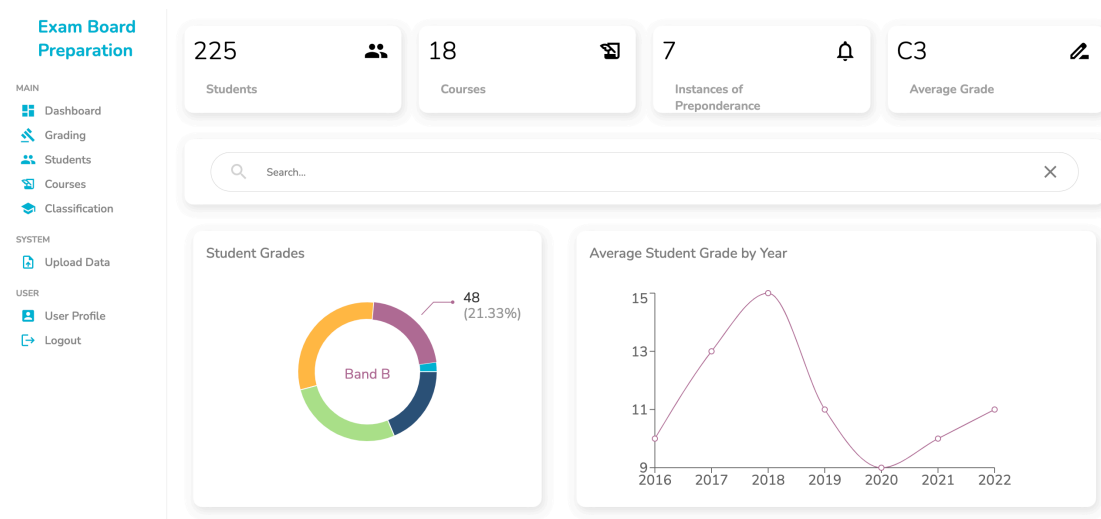 Exam Board
Preparation
MAIN
Dashboard
Grading
Students
Courses
Classification
SYSTEM
Upload Data
USER
User Profile
Logout
225
Students
18
Courses
7
Instances of
Preponderance
C3
Average Grade
Search...
Student Grades
48
(21.33%)
Band B
Average Student Grade by Year
15
13
11
9
2016 2017 2018 2019 2020 2021 2022